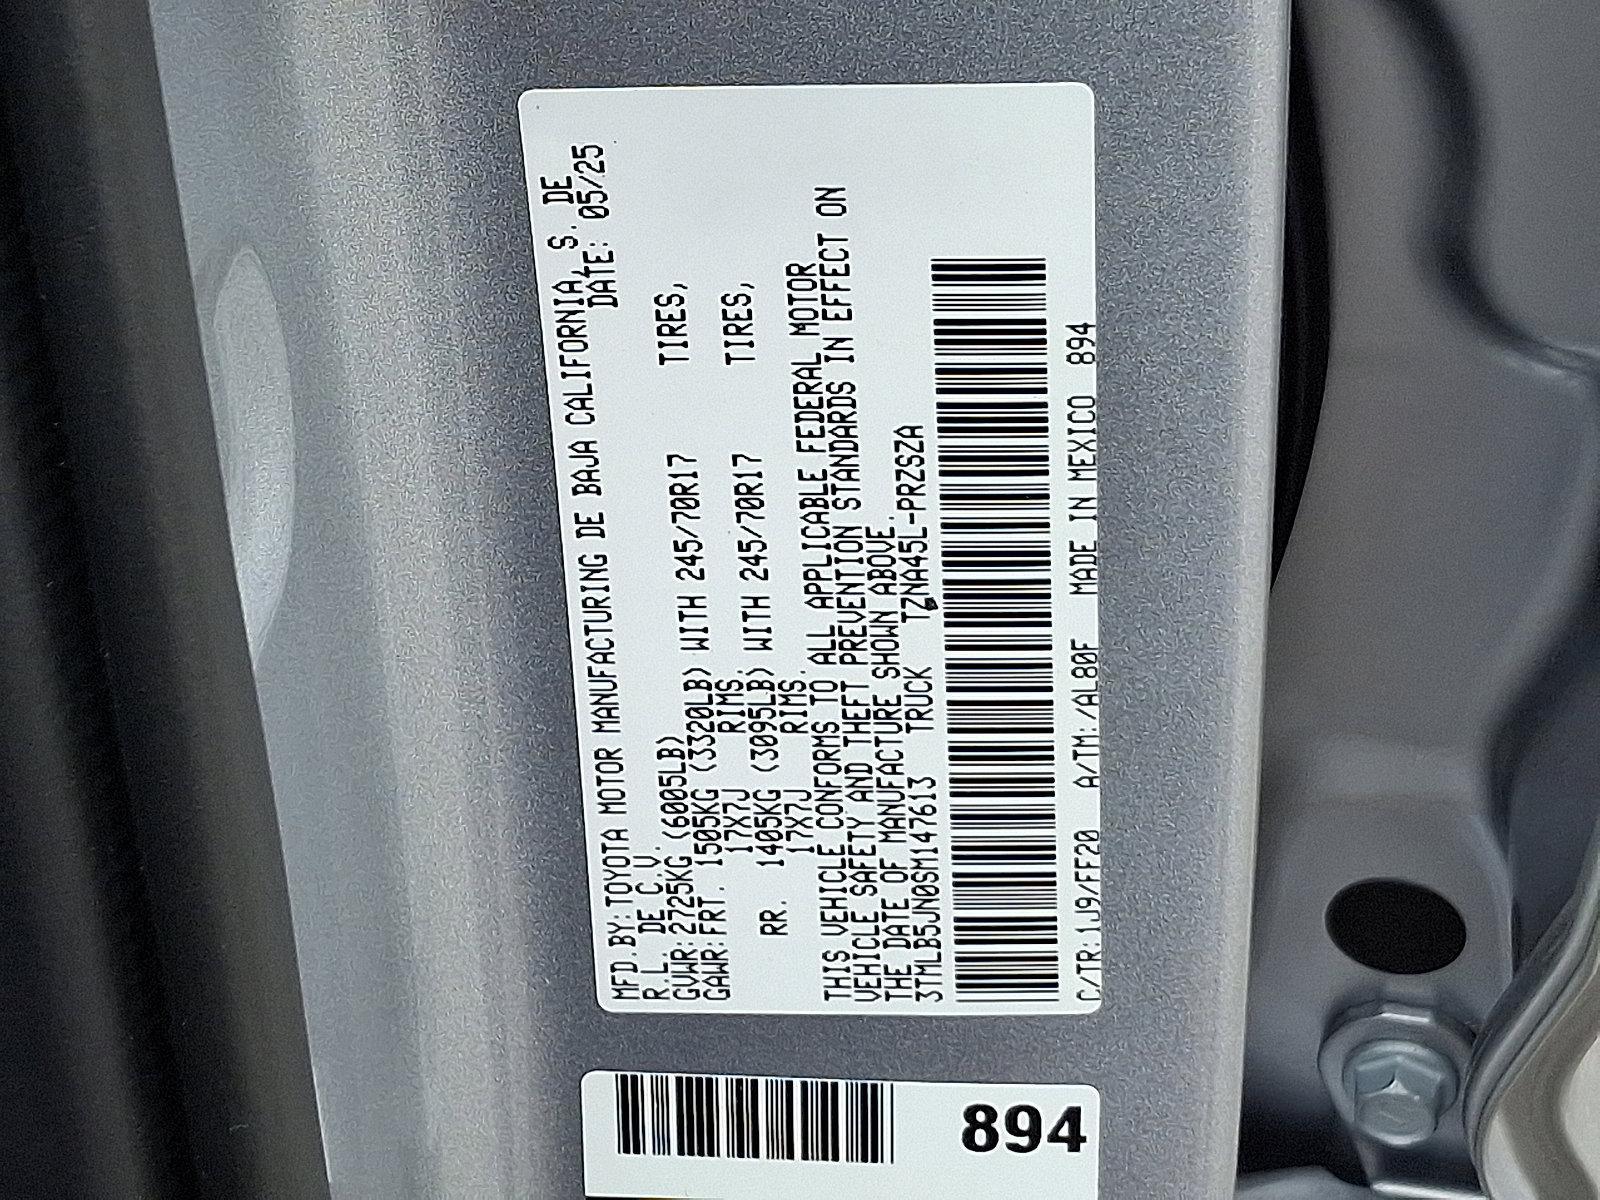 MFD.BY:TOYOTA MOTOR MANUFACTURING DE BAJA CALIFORNIA, S. DE
R.L. DE C.V. DATE: 05/25
GVWR:2725KG (6005LB)
GAWR:FRT. 1505KG (3320LB) WITH 245/70R17 TIRES,
17X7J RIMS.
RR. 1405KG (3095LB) WITH 245/70R17 TIRES,
17X7J RIMS.
THIS VEHICLE CONFORMS TO ALL APPLICABLE FEDERAL MOTOR
VEHICLE SAFETY AND THEFT PREVENTION STANDARDS IN EFFECT ON
THE DATE OF MANUFACTURE SHOWN ABOVE.
3TMLB5JN0SM147613 TRUCK TZNA45L-PRZSZA
C/TR:1J9/FF20 A/TM:/AL80F MADE IN MEXICO 894
894